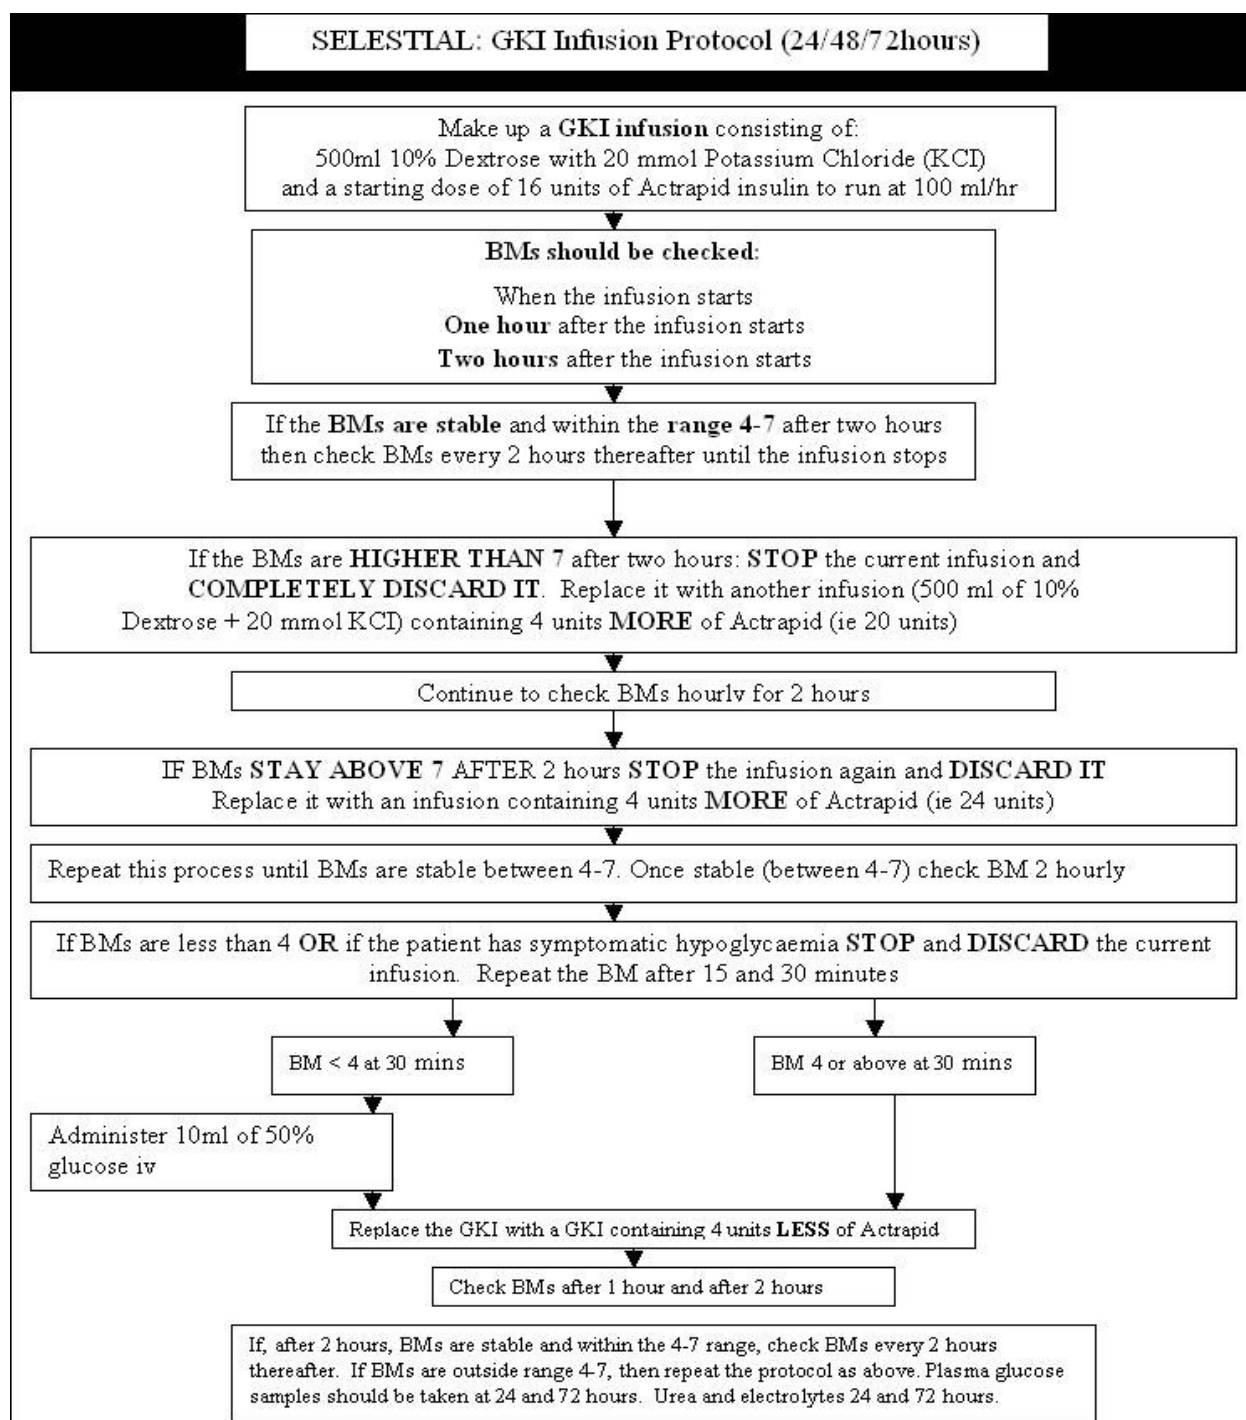 SELESTIAL: GKI Infusion Protocol (24/48/72hours)
Make up a GKI infusion consisting of:
500ml 10% Dextrose with 20 mmol Potassium Chloride (KCI)
and a starting dose of 16 units of Actrapid insulin to run at 100 ml/hr
BMs should be checked:
When the infusion starts
One hour after the infusion starts
Two hours after the infusion starts
If the BMs are stable and within the range 4-7 after two hours
then check BMs every 2 hours thereafter until the infusion stops
If the BMs are HIGHER THAN 7 after two hours: STOP the current infusion and
COMPLETELY DISCARD IT. Replace it with another infusion (500 ml of 10%
Dextrose + 20 mmol KCI) containing 4 units MORE of Actrapid (ie 20 units)
Continue to check BMs hourly for 2 hours
IF BMs STAY ABOVE 7 AFTER 2 hours STOP the infusion again and DISCARD IT
Replace it with an infusion containing 4 units MORE of Actrapid (ie 24 units)
Repeat this process until BMs are stable between 4-7. Once stable (between 4-7) check BM 2 hourly
If BMs are less than 4 OR if the patient has symptomatic hypoglycaemia STOP and DISCARD the current
infusion. Repeat the BM after 15 and 30 minutes
BM < 4 at 30 mins
BM 4 or above at 30 mins
Administer 10ml of 50%
glucose iv
Replace the GKI with a GKI containing 4 units LESS of Actrapid
Check BMs after 1 hour and after 2 hours
If, after 2 hours, BMs are stable and within the 4-7 range, check BMs every 2 hours
thereafter. If BMs are outside range 4-7, then repeat the protocol as above. Plasma glucose
samples should be taken at 24 and 72 hours. Urea and electrolytes 24 and 72 hours.